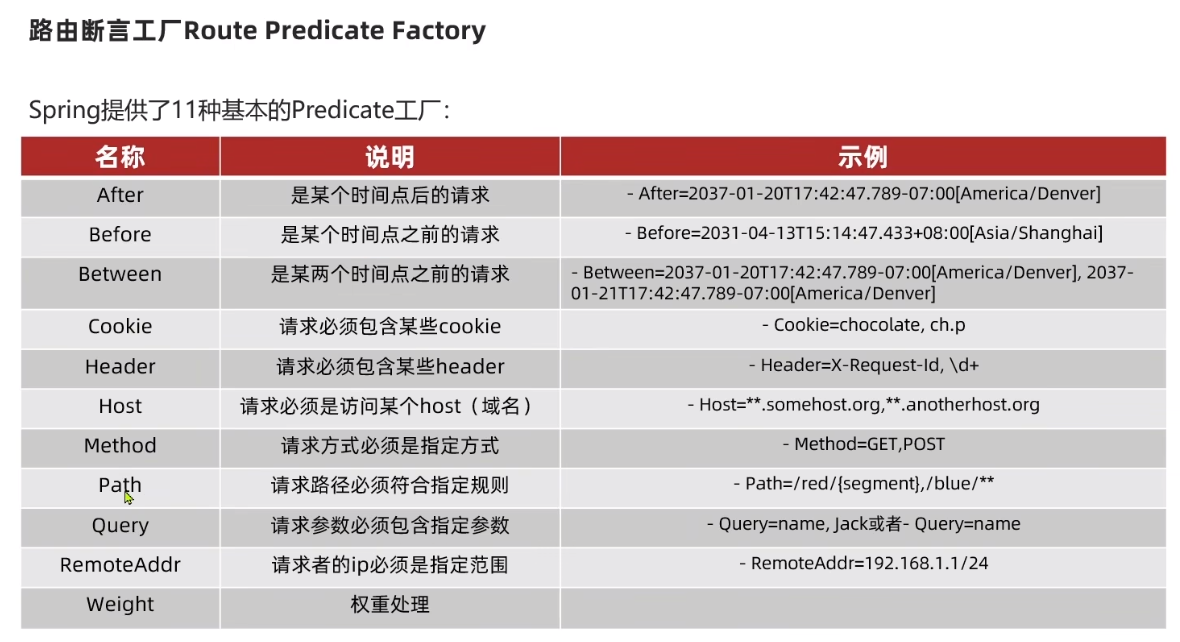 路由断言工厂Route Predicate Factory
Spring提供了11种基本的Predicate工厂：
名称 说明 示例
After 是某个时间点后的请求 - After=2037-01-20T17:42:47.789-07:00[America/Denver]
Before 是某个时间点之前的请求 - Before=2031-04-13T15:14:47.433+08:00[Asia/Shanghai]
Between 是某两个时间点之前的请求 - Between=2037-01-20T17:42:47.789-07:00[America/Denver], 2037-
01-21T17:42:47.789-07:00[America/Denver]
Cookie 请求必须包含某些cookie - Cookie=chocolate, ch.p
Header 请求必须包含某些header - Header=X-Request-Id, \d+
Host 请求必须是访问某个host（域名） - Host=**.somehost.org,**.anotherhost.org
Method 请求方式必须是指定方式 - Method=GET,POST
Path 请求路径必须符合指定规则 - Path=/red/{segment},/blue/**
Query 请求参数必须包含指定参数 - Query=name, Jack或者- Query=name
RemoteAddr 请求者的ip必须是指定范围 - RemoteAddr=192.168.1.1/24
Weight 权重处理